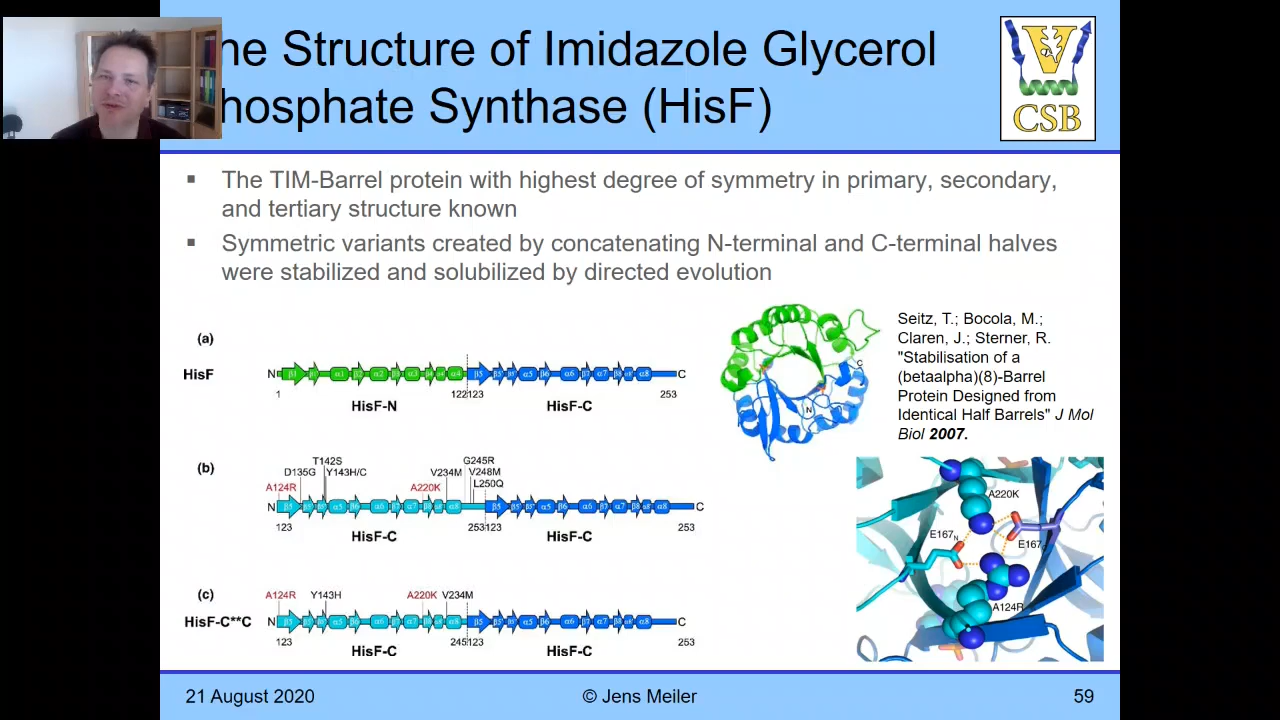 he Structure of Imidazole Glycerol
hosphate Synthase (HisF)
V
CSB
▪ The TIM-Barrel protein with highest degree of symmetry in primary, secondary,
and tertiary structure known
▪ Symmetric variants created by concatenating N-terminal and C-terminal halves
were stabilized and solubilized by directed evolution
(a)
HisF
N
C
1
122 123
253
HisF-N
HisF-C
(b)
T142S
G245R
D135G
Y143H/C
V234M
V248M
A124R
A220K
L250Q
N
C
123
253 123
253
HisF-C
HisF-C
(c)
A124R
Y143H
A220K
V234M
HisF-C**C
N
C
123
245 123
253
HisF-C
HisF-C
C
N
Seitz, T.; Bocola, M.;
Claren, J.; Sterner, R.
"Stabilisation of a
(betaalpha)(8)-Barrel
Protein Designed from
Identical Half Barrels" J Mol
Biol 2007.
A220K
E167N
E167
A124R
21 August 2020
© Jens Meiler
59